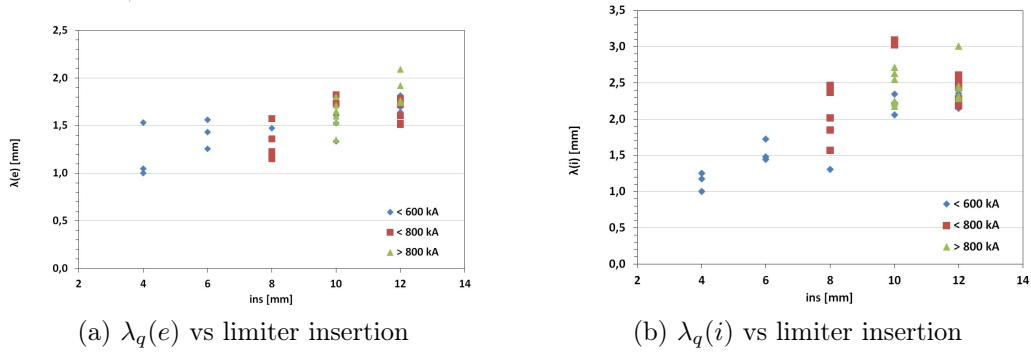 2,5
2,0
1,5
1,0
0,5
0,0
λ(e) [mm]
2 4 6 8 10 12 14
ins [mm]
< 600 kA
< 800 kA
> 800 kA
(a) λq(e) vs limiter insertion
3,5
3,0
2,5
2,0
1,5
1,0
0,5
0,0
λ(i) [mm]
2 4 6 8 10 12 14
ins [mm]
< 600 kA
< 800 kA
> 800 kA
(b) λq(i) vs limiter insertion